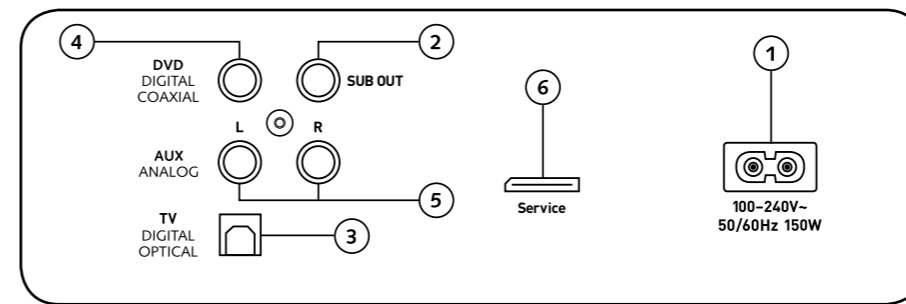 4
2
1
DVD
DIGITAL
COAXIAL
SUB OUT
6
L
R
AUX
ANALOG
5
Service
100–240V~
50/60Hz 150W
TV
DIGITAL
OPTICAL
3